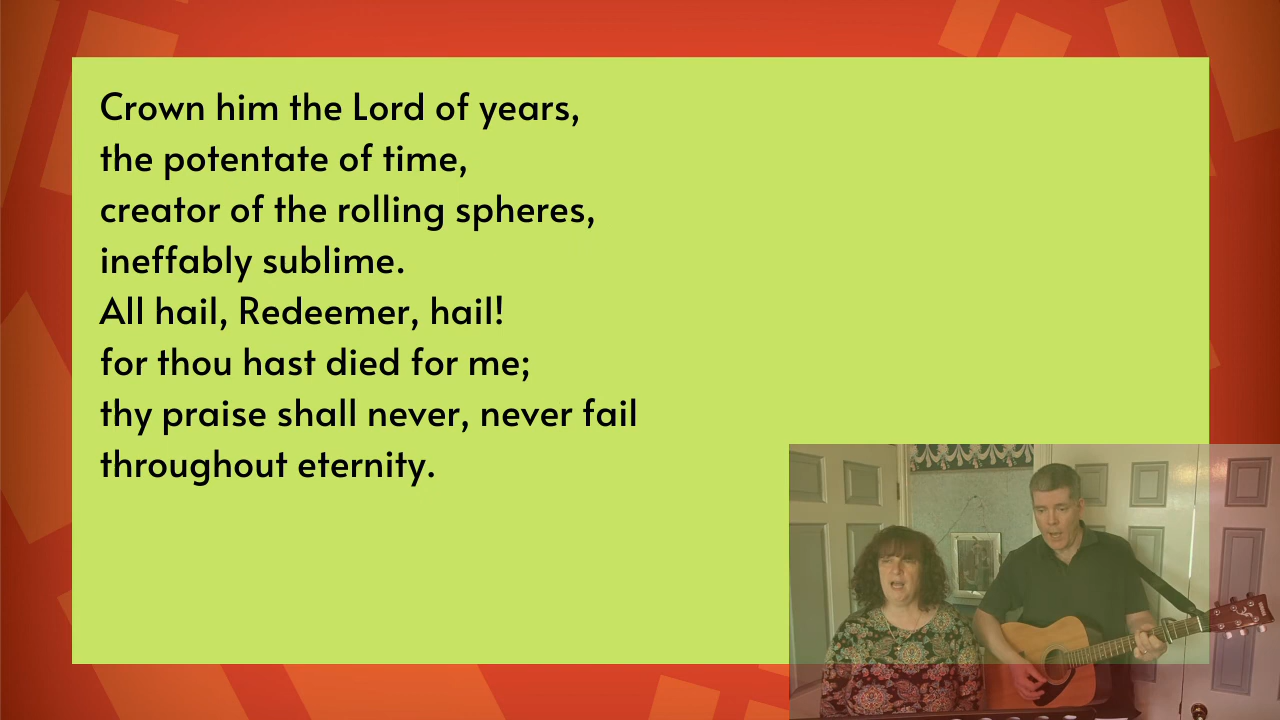 Crown him the Lord of years,
the potentate of time,
creator of the rolling spheres,
ineffably sublime.
All hail, Redeemer, hail!
for thou hast died for me;
thy praise shall never, never fail
throughout eternity.